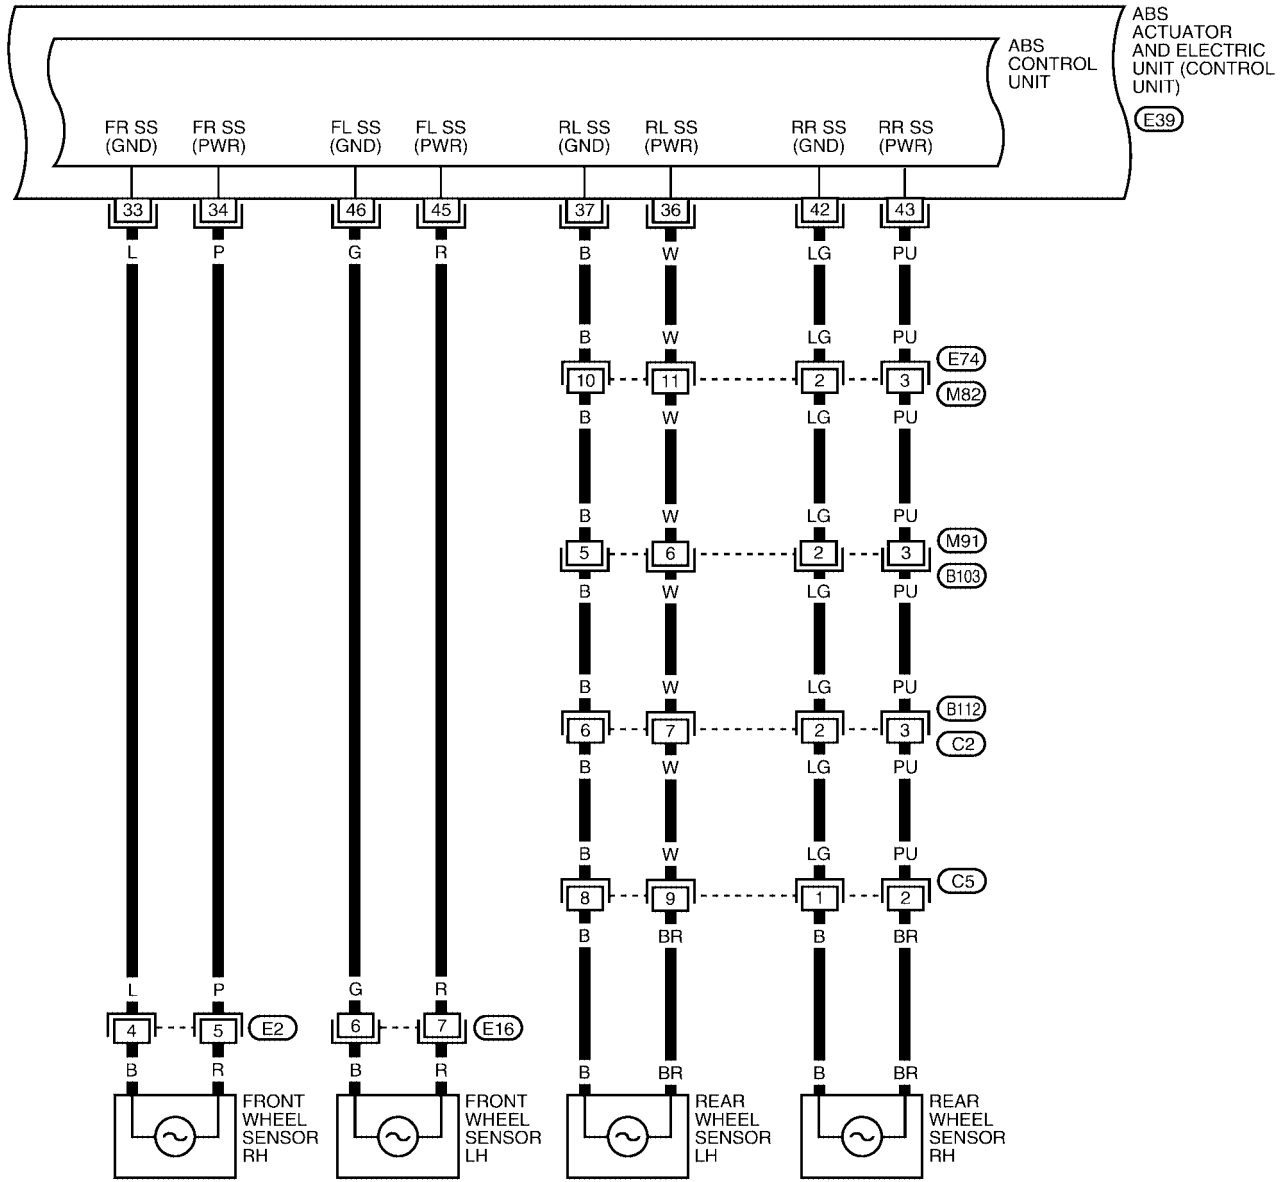 ABS
ACTUATOR
AND ELECTRIC
UNIT (CONTROL
UNIT)
E39
ABS
CONTROL
UNIT
FR SS
(GND)
FR SS
(PWR)
FL SS
(GND)
FL SS
(PWR)
RL SS
(GND)
RL SS
(PWR)
RR SS
(GND)
RR SS
(PWR)
33 34 46 45 37 36 42 43
L P G R B W LG PU
B W LG PU
E74
10 11 2 3
M82
B W LG PU
B W LG PU
M91
5 6 2 3
B103
B W LG PU
B W LG PU
B112
6 7 2 3
C2
B W LG PU
B W LG PU
C5
8 9 1 2
B BR B BR
L P G R
4 5 E2 6 7 E16
B R B R B BR B BR
FRONT
WHEEL
SENSOR
RH
FRONT
WHEEL
SENSOR
LH
REAR
WHEEL
SENSOR
LH
REAR
WHEEL
SENSOR
RH